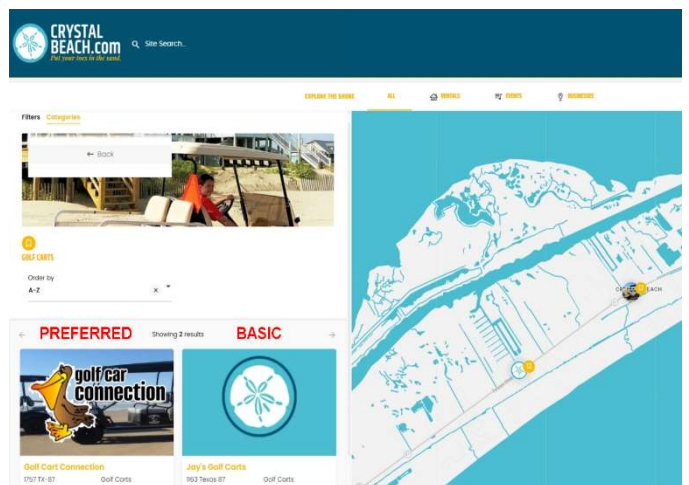 CRYSTAL
BEACH.com
Put your toes in the sand.
Site Search...
EXPLORE THE SHORE ALL RENTALS EVENTS BUSINESSES
Filters Categories
← Back
GOLF CARTS
Order by
A-Z ×
← PREFERRED Showing 2 results BASIC →
golf car
connection
Golf Cart Connection
1757 TX-87 Golf Carts
Jay's Golf Carts
1163 Texas 87 Golf Carts